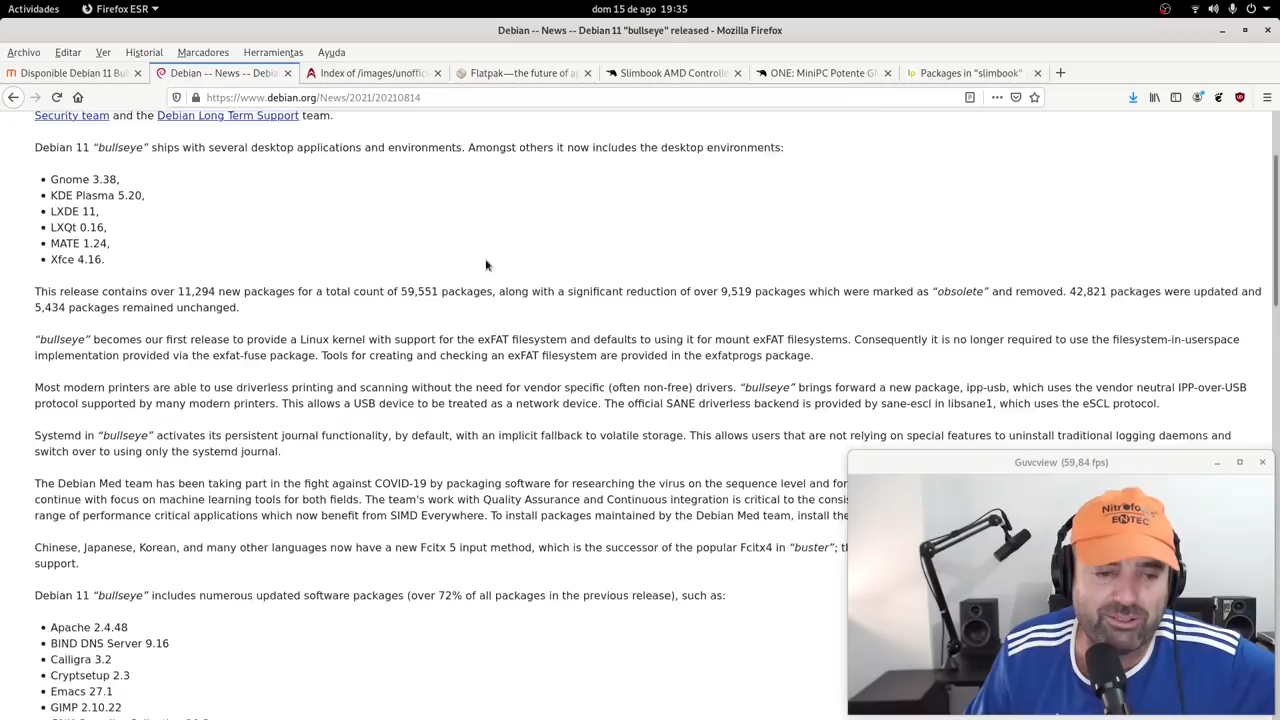 Actividades Firefox ESR dom 15 de ago 19:35
Debian -- News -- Debian 11 "bullseye" released - Mozilla Firefox
Archivo Editar Ver Historial Marcadores Herramientas Ayuda
Disponible Debian 11 Bul Debian -- News -- Debia Index of /images/unoffic Flatpak—the future of a Slimbook AMD Controlle ONE: MiniPC Potente GM Packages in “slimbook”
https://www.debian.org/News/2021/20210814
Security team and the Debian Long Term Support team.
Debian 11 “bullseye” ships with several desktop applications and environments. Amongst others it now includes the desktop environments:
• Gnome 3.38,
• KDE Plasma 5.20,
• LXDE 11,
• LXQt 0.16,
• MATE 1.24,
• Xfce 4.16.
This release contains over 11,294 new packages for a total count of 59,551 packages, along with a significant reduction of over 9,519 packages which were marked as “obsolete” and removed. 42,821 packages were updated and
5,434 packages remained unchanged.
“bullseye” becomes our first release to provide a Linux kernel with support for the exFAT filesystem and defaults to using it for mount exFAT filesystems. Consequently it is no longer required to use the filesystem-in-userspace
implementation provided via the exfat-fuse package. Tools for creating and checking an exFAT filesystem are provided in the exfatprogs package.
Most modern printers are able to use driverless printing and scanning without the need for vendor specific (often non-free) drivers. “bullseye” brings forward a new package, ipp-usb, which uses the vendor neutral IPP-over-USB
protocol supported by many modern printers. This allows a USB device to be treated as a network device. The official SANE driverless backend is provided by sane-escl in libsane1, which uses the eSCL protocol.
Systemd in “bullseye” activates its persistent journal functionality, by default, with an implicit fallback to volatile storage. This allows users that are not relying on special features to uninstall traditional logging daemons and
switch over to using only the systemd journal.
Guvcview (59,84 fps)
The Debian Med team has been taking part in the fight against COVID-19 by packaging software for researching the virus on the sequence level and for
continue with focus on machine learning tools for both fields. The team's work with Quality Assurance and Continuous integration is critical to the consis
range of performance critical applications which now benefit from SIMD Everywhere. To install packages maintained by the Debian Med team, install the
Nitrofoska
ENTEC
Chinese, Japanese, Korean, and many other languages now have a new Fcitx 5 input method, which is the successor of the popular Fcitx4 in “buster”; th
support.
Debian 11 “bullseye” includes numerous updated software packages (over 72% of all packages in the previous release), such as:
• Apache 2.4.48
• BIND DNS Server 9.16
• Calligra 3.2
• Cryptsetup 2.3
• Emacs 27.1
• GIMP 2.10.22